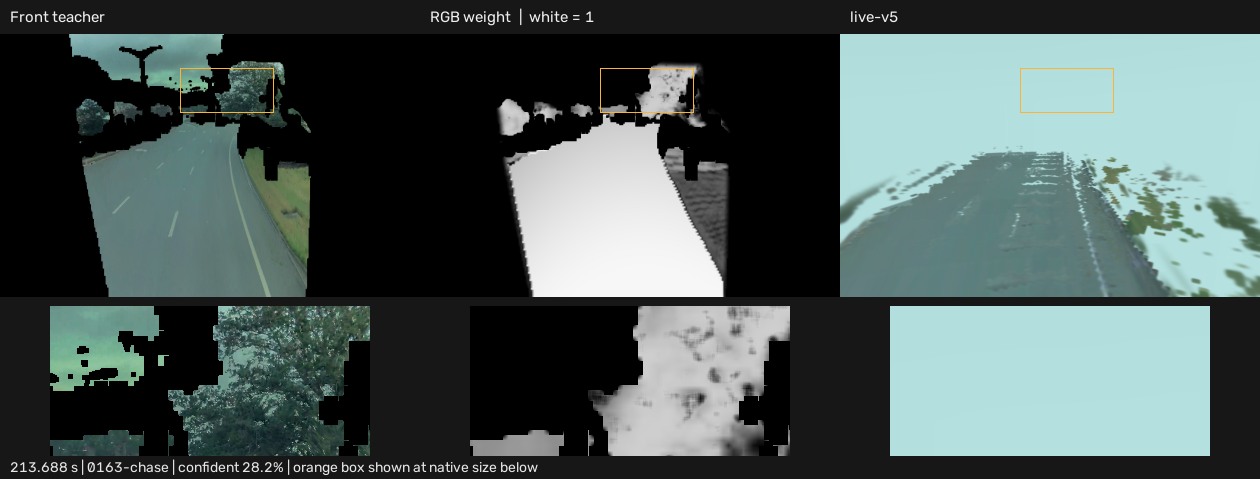 Front teacher
RGB weight | white = 1
live-v5
213.688 s | 0163-chase | confident 28.2% | orange box shown at native size below